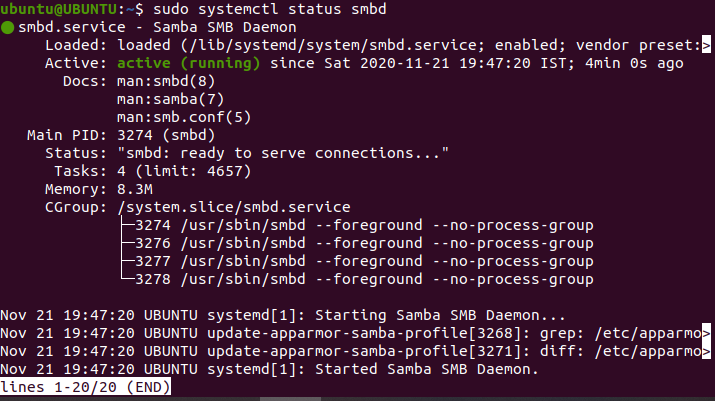 ubuntu@UBUNTU:~$ sudo systemctl status smbd
● smbd.service - Samba SMB Daemon
Loaded: loaded (/lib/systemd/system/smbd.service; enabled; vendor preset:>
Active: active (running) since Sat 2020-11-21 19:47:20 IST; 4min 0s ago
Docs: man:smbd(8)
man:samba(7)
man:smb.conf(5)
Main PID: 3274 (smbd)
Status: "smbd: ready to serve connections..."
Tasks: 4 (limit: 4657)
Memory: 8.3M
CGroup: /system.slice/smbd.service
├─3274 /usr/sbin/smbd --foreground --no-process-group
├─3276 /usr/sbin/smbd --foreground --no-process-group
├─3277 /usr/sbin/smbd --foreground --no-process-group
└─3278 /usr/sbin/smbd --foreground --no-process-group
Nov 21 19:47:20 UBUNTU systemd[1]: Starting Samba SMB Daemon...
Nov 21 19:47:20 UBUNTU update-apparmor-samba-profile[3268]: grep: /etc/apparmo>
Nov 21 19:47:20 UBUNTU update-apparmor-samba-profile[3271]: diff: /etc/apparmo>
Nov 21 19:47:20 UBUNTU systemd[1]: Started Samba SMB Daemon.
lines 1-20/20 (END)